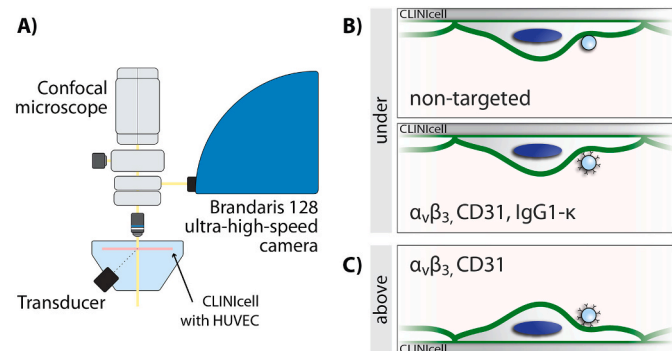 A)
Confocal
microscope
Brandaris 128
ultra-high-speed
camera
Transducer
CLINIcell
with HUVEC
B)
under
CLINIcell
non-targeted
CLINIcell
αvβ3, CD31, IgG1-κ
C)
above
αvβ3, CD31
CLINIcell